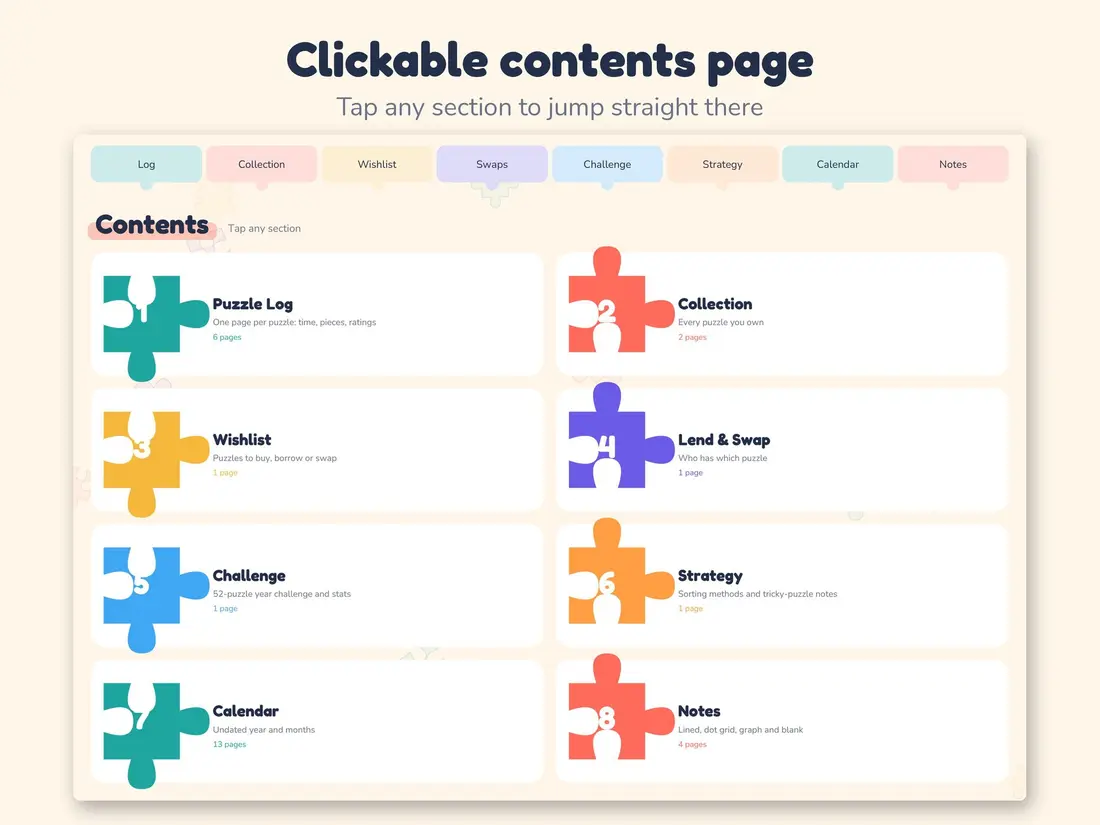 Clickable contents page
Tap any section to jump straight there
Log
Collection
Wishlist
Swaps
Challenge
Strategy
Calendar
Notes
Contents
Tap any section
1
Puzzle Log
One page per puzzle: time, pieces, ratings
6 pages
2
Collection
Every puzzle you own
2 pages
3
Wishlist
Puzzles to buy, borrow or swap
1 page
4
Lend & Swap
Who has which puzzle
1 page
5
Challenge
52-puzzle year challenge and stats
1 page
6
Strategy
Sorting methods and tricky-puzzle notes
1 page
7
Calendar
Undated year and months
13 pages
8
Notes
Lined, dot grid, graph and blank
4 pages